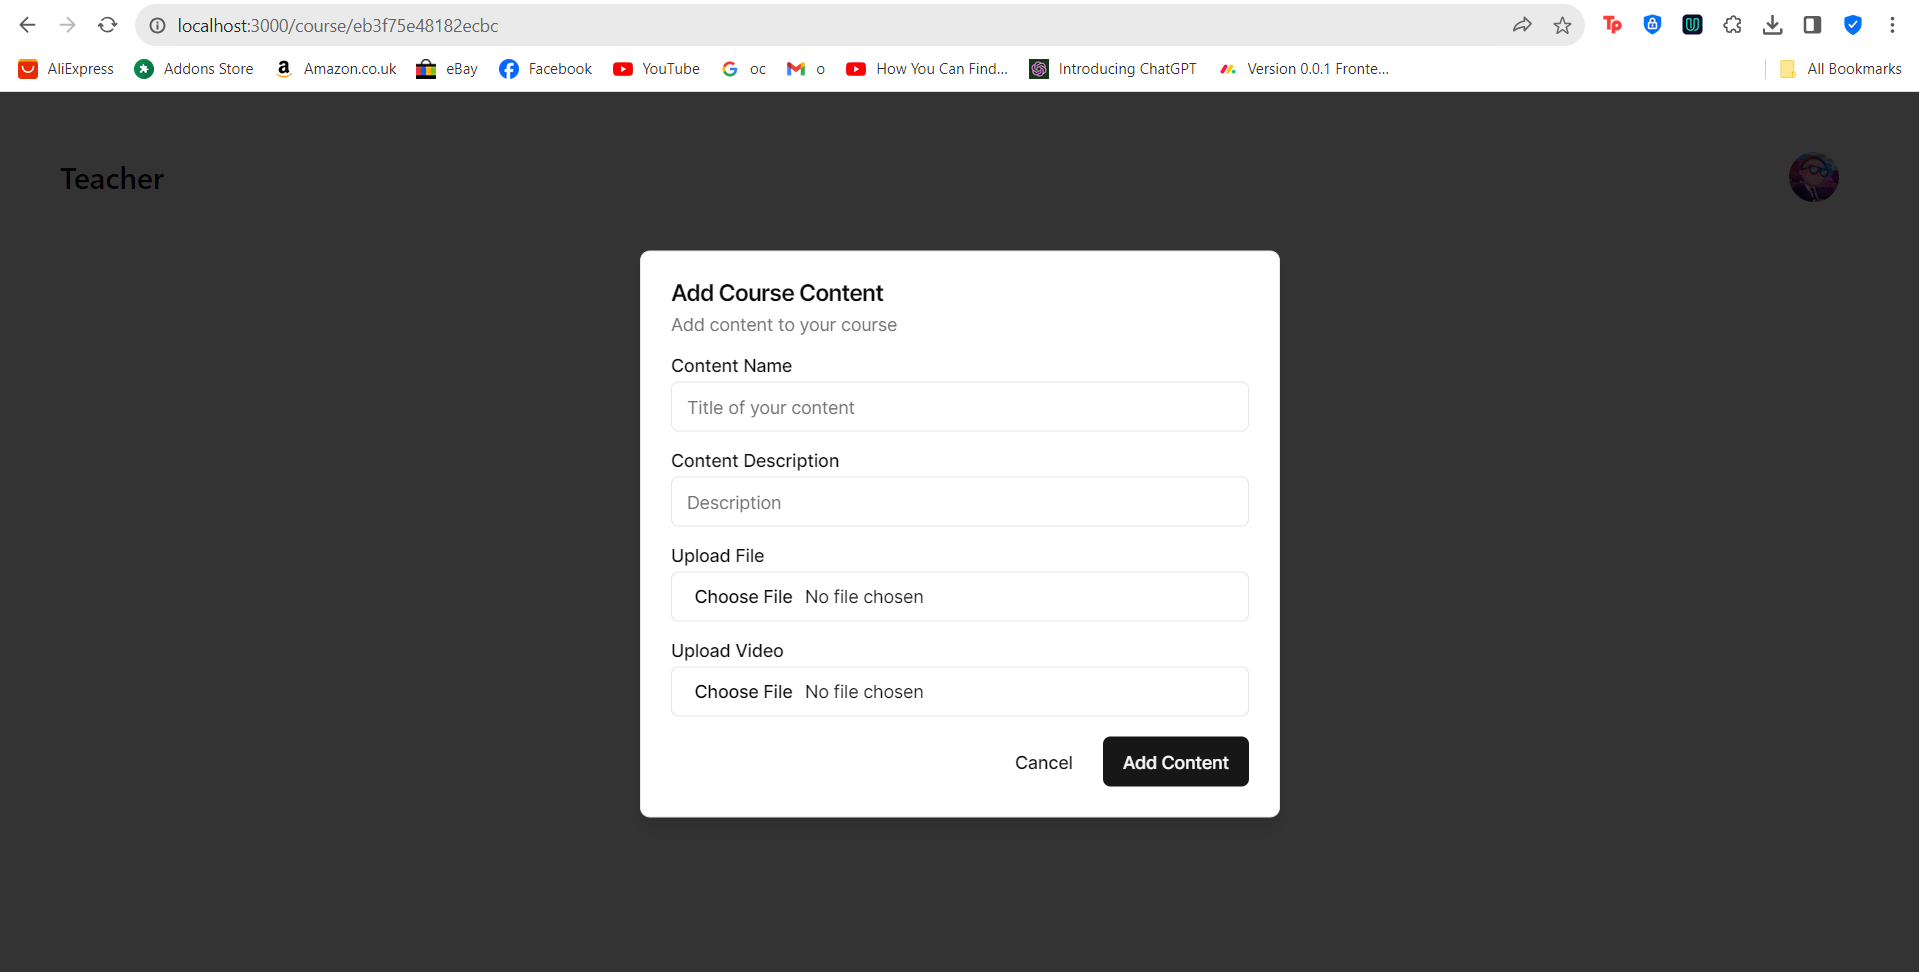 localhost:3000/course/eb3f75e48182ecbc
AliExpress Addons Store Amazon.co.uk eBay Facebook YouTube oc o How You Can Find... Introducing ChatGPT Version 0.0.1 Fronte... All Bookmarks
Teacher
Add Course Content
Add content to your course
Content Name
Title of your content
Content Description
Description
Upload File
Choose File No file chosen
Upload Video
Choose File No file chosen
Cancel Add Content